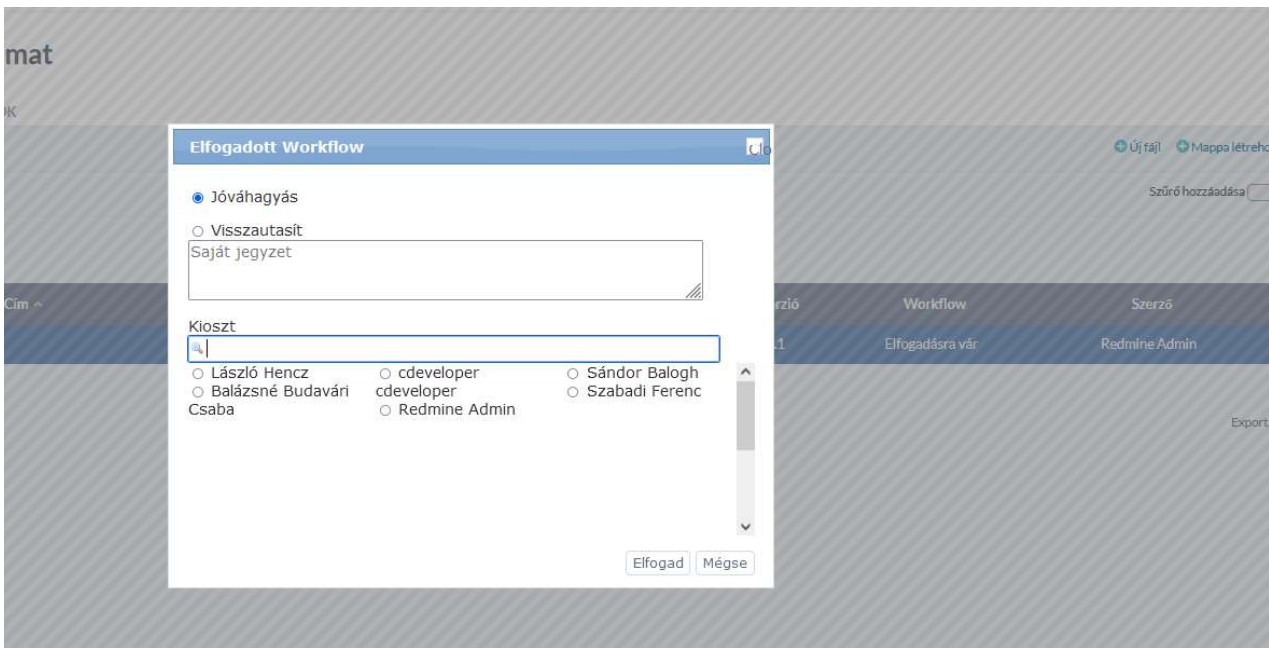 mat
OK
Elfogadott Workflow
Clo
Új fájl Mappa létreho
Jóváhagyás
Szűrő hozzáadása
Visszautasít
Saját jegyzet
Cím
rzió Workflow Szerző
Kioszt
.1 Elfogadásra vár Redmine Admin
László Hencz cdeveloper Sándor Balogh
Balázsné Budavári cdeveloper Szabadi Ferenc
Csaba Redmine Admin
Export
Elfogad Mégse